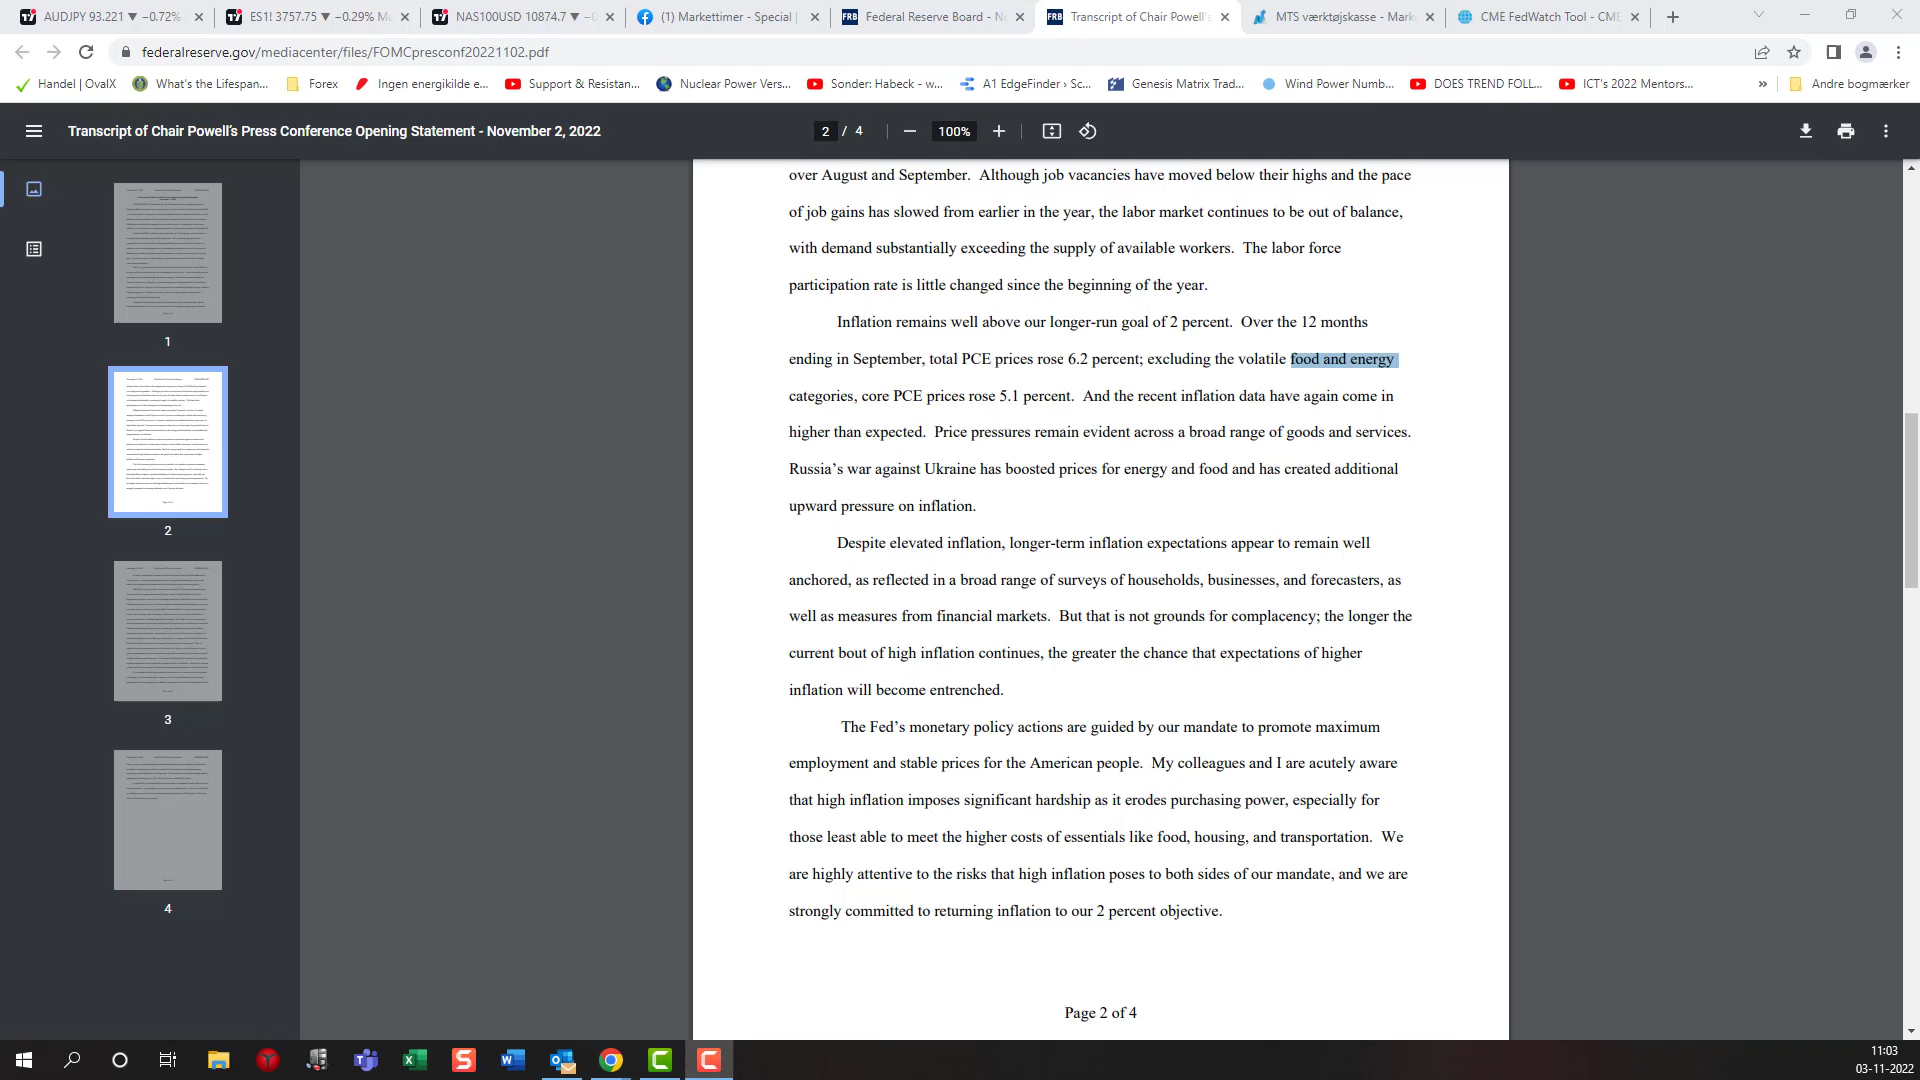 AUDJPY 93.221 ▼ −0.72%
ES1! 3757.75 ▼ −0.29%
NAS100USD 10874.7 ▼
(1) Markettimer - Special
Federal Reserve Board - N
Transcript of Chair Powell's
MTS værktøjskasse - Mark
CME FedWatch Tool - CME
federalreserve.gov/mediacenter/files/FOMCpresconf20221102.pdf
Handel | OvalX
What's the Lifespan...
Forex
Ingen energikilde e...
Support & Resistan...
Nuclear Power Vers...
Sonder: Habeck - w...
A1 EdgeFinder › Sc...
Genesis Matrix Trad...
Wind Power Numb...
DOES TREND FOLL...
ICT's 2022 Mentors...
»
Andre bogmærker
Transcript of Chair Powell's Press Conference Opening Statement - November 2, 2022
2 / 4
100%
1
2
3
4
over August and September. Although job vacancies have moved below their highs and the pace
of job gains has slowed from earlier in the year, the labor market continues to be out of balance,
with demand substantially exceeding the supply of available workers. The labor force
participation rate is little changed since the beginning of the year.
Inflation remains well above our longer-run goal of 2 percent. Over the 12 months
ending in September, total PCE prices rose 6.2 percent; excluding the volatile food and energy
categories, core PCE prices rose 5.1 percent. And the recent inflation data have again come in
higher than expected. Price pressures remain evident across a broad range of goods and services.
Russia's war against Ukraine has boosted prices for energy and food and has created additional
upward pressure on inflation.
Despite elevated inflation, longer-term inflation expectations appear to remain well
anchored, as reflected in a broad range of surveys of households, businesses, and forecasters, as
well as measures from financial markets. But that is not grounds for complacency; the longer the
current bout of high inflation continues, the greater the chance that expectations of higher
inflation will become entrenched.
The Fed's monetary policy actions are guided by our mandate to promote maximum
employment and stable prices for the American people. My colleagues and I are acutely aware
that high inflation imposes significant hardship as it erodes purchasing power, especially for
those least able to meet the higher costs of essentials like food, housing, and transportation. We
are highly attentive to the risks that high inflation poses to both sides of our mandate, and we are
strongly committed to returning inflation to our 2 percent objective.
Page 2 of 4
11:03
03-11-2022